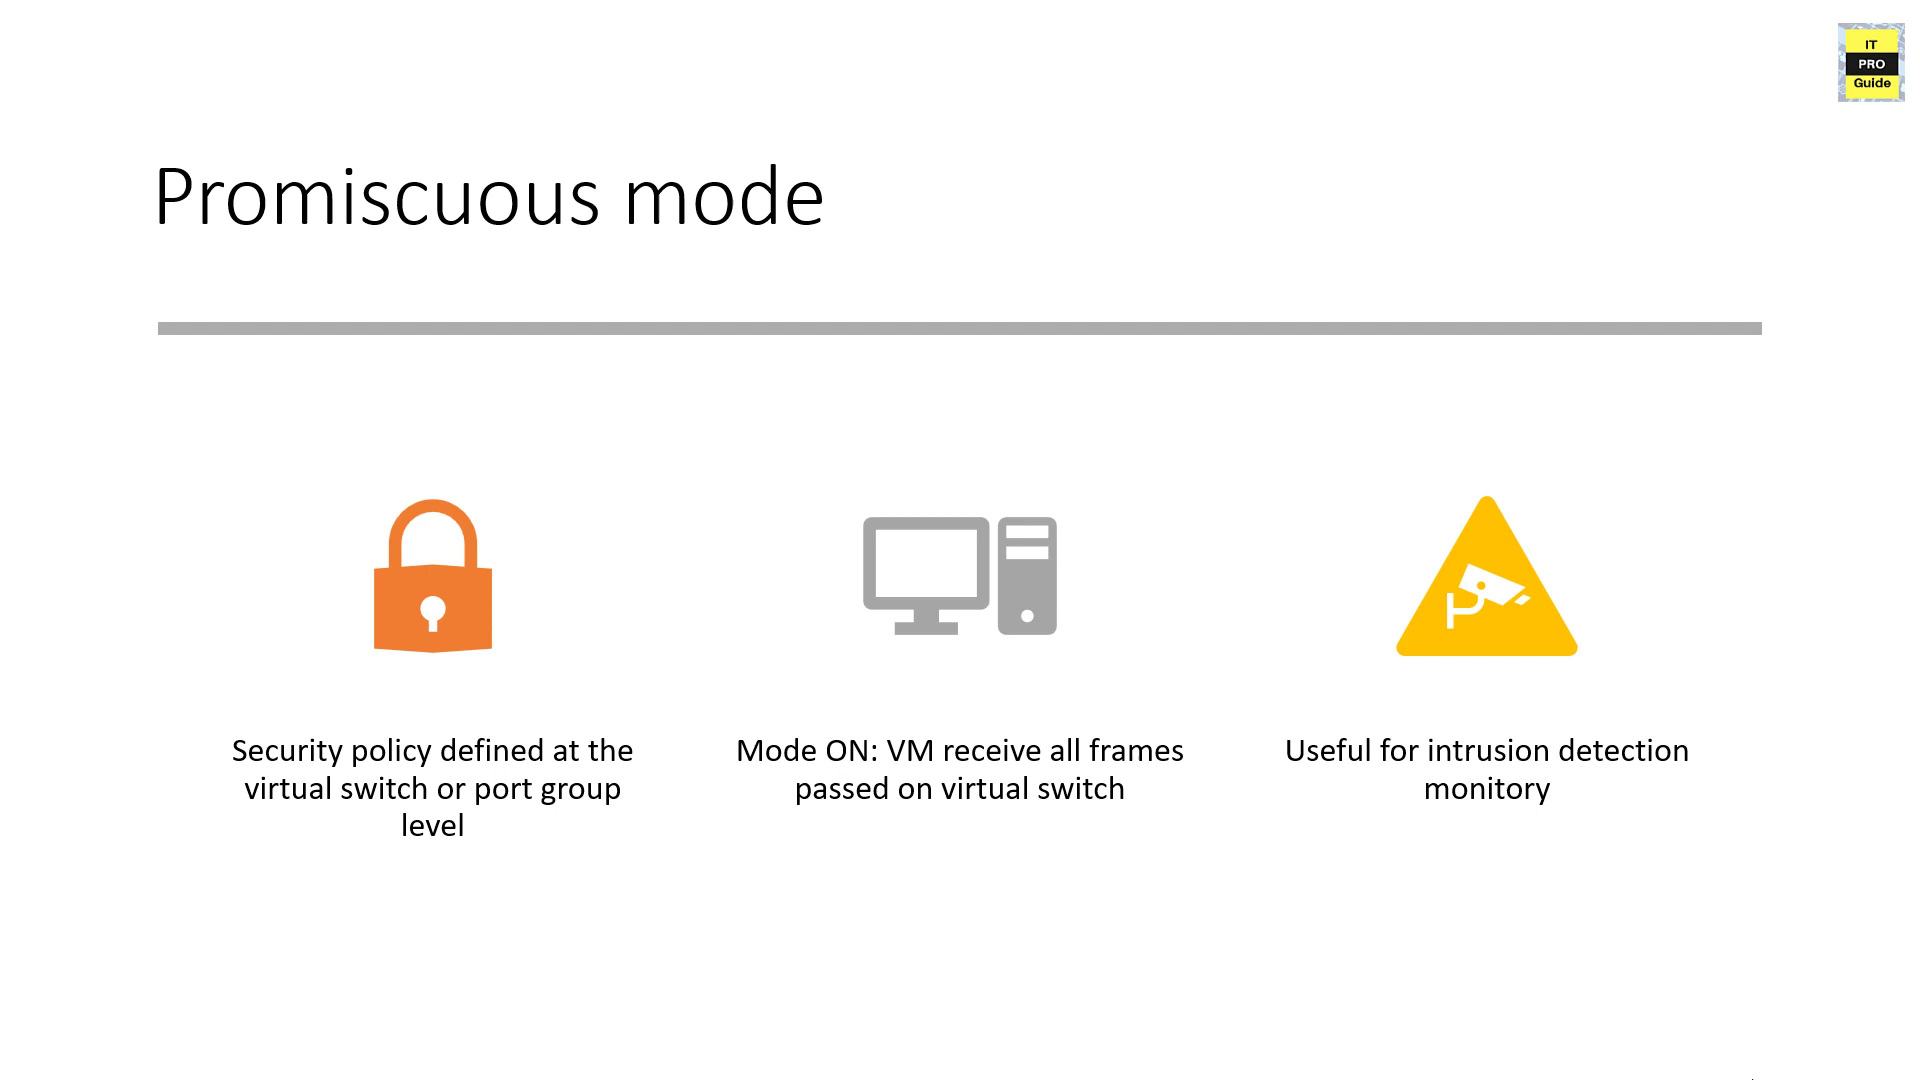 IT
PRO
Guide
Promiscuous mode
Security policy defined at the
virtual switch or port group
level
Mode ON: VM receive all frames
passed on virtual switch
Useful for intrusion detection
monitory